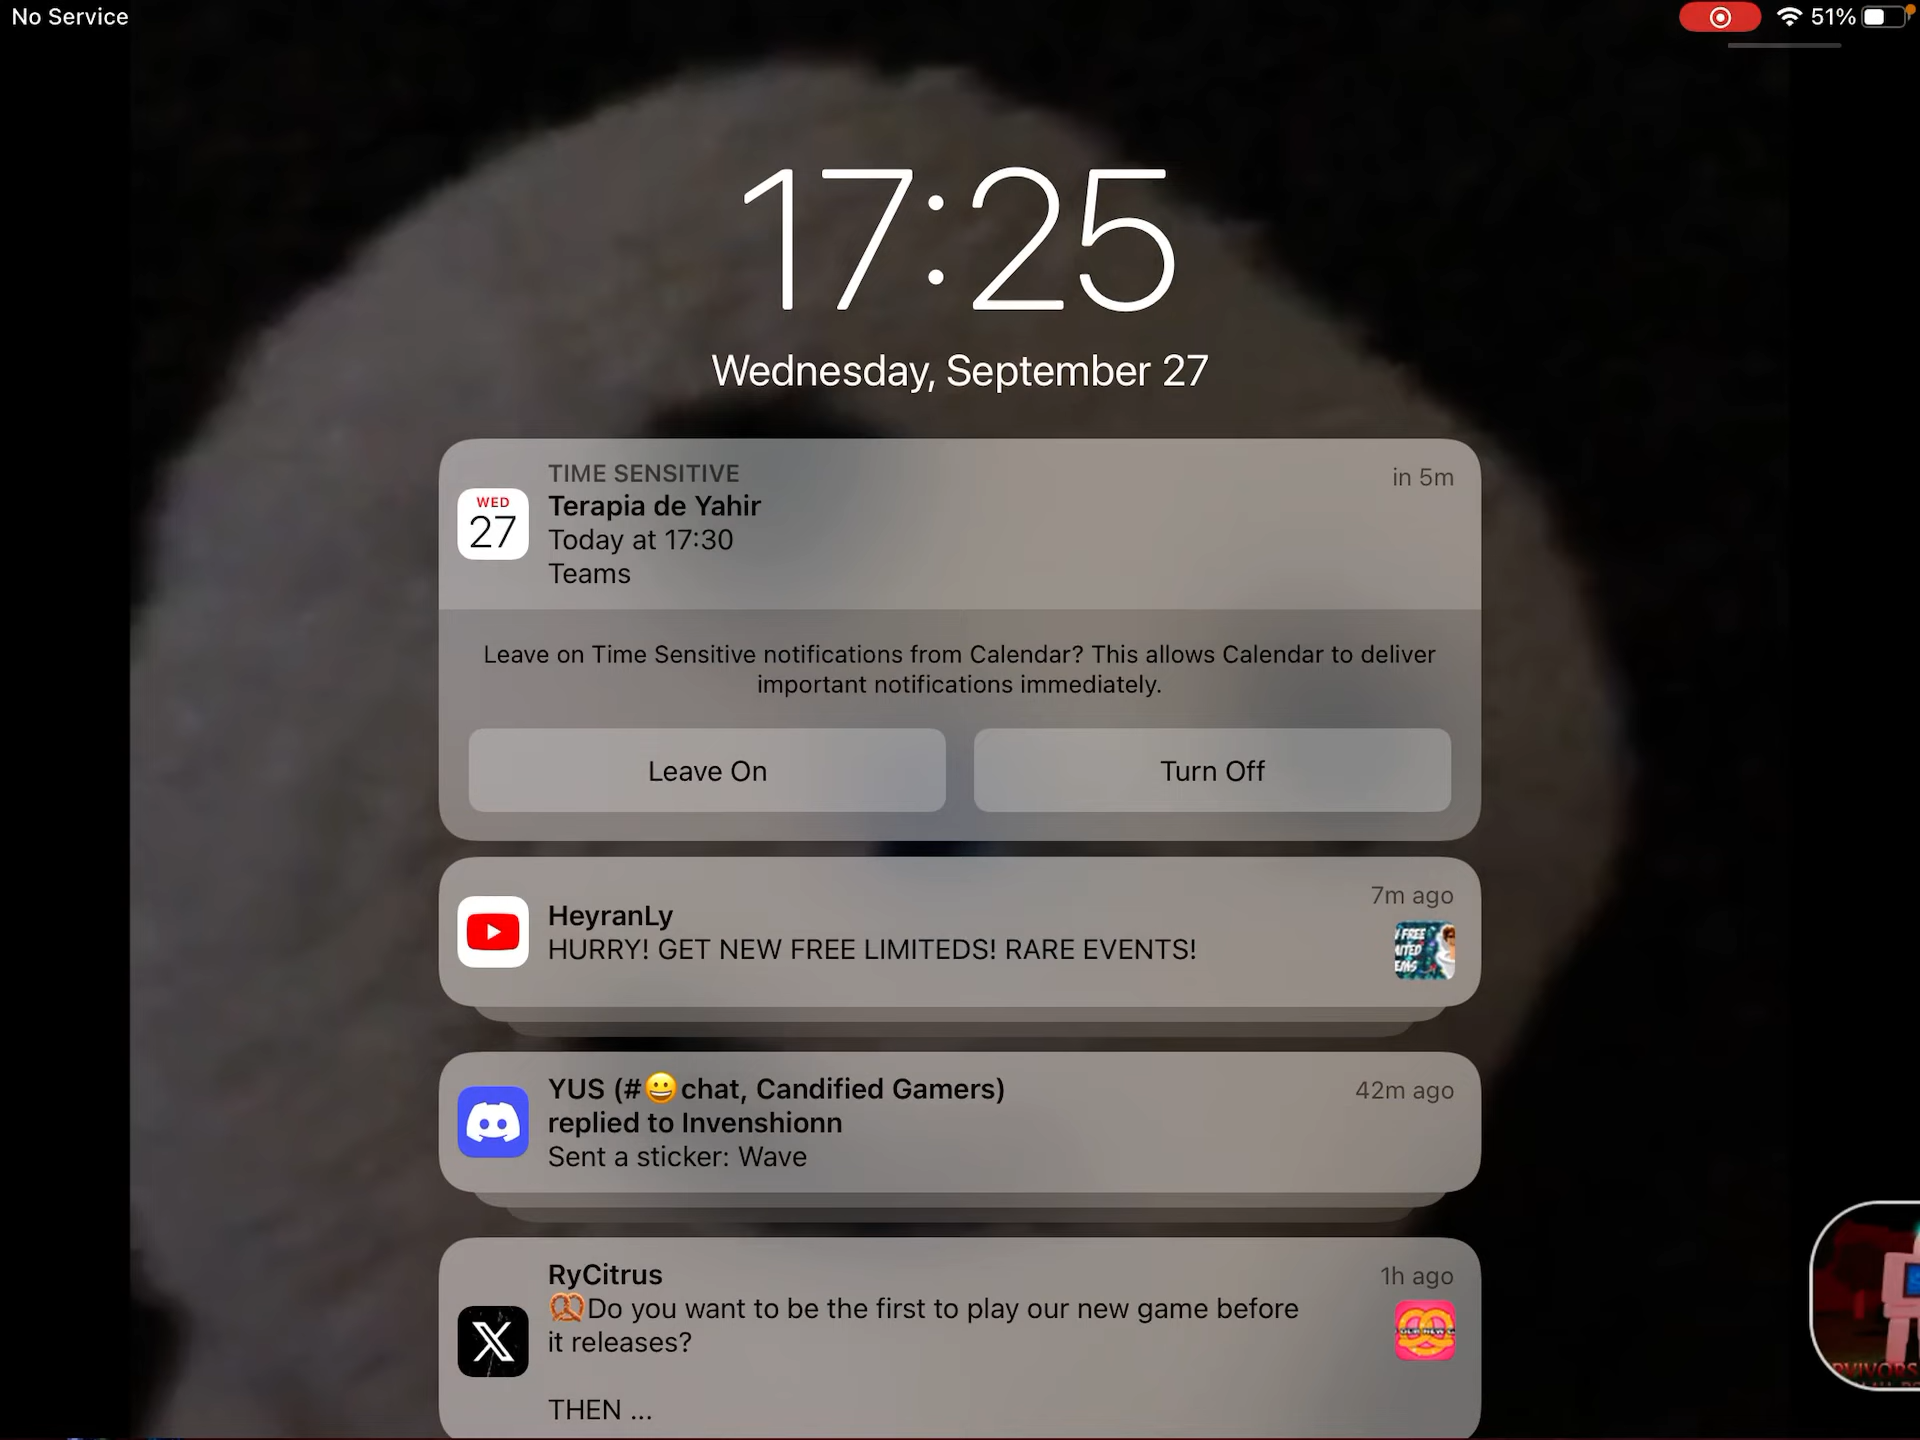 No Service
51%
17:25
Wednesday, September 27
TIME SENSITIVE
in 5m
WED
27
Terapia de Yahir
Today at 17:30
Teams
Leave on Time Sensitive notifications from Calendar? This allows Calendar to deliver
important notifications immediately.
Leave On
Turn Off
7m ago
HeyranLy
HURRY! GET NEW FREE LIMITEDS! RARE EVENTS!
FREE
YUS (#😀chat, Candified Gamers)
42m ago
replied to Invenshionn
Sent a sticker: Wave
RyCitrus
1h ago
🥨Do you want to be the first to play our new game before
it releases?
THEN ...